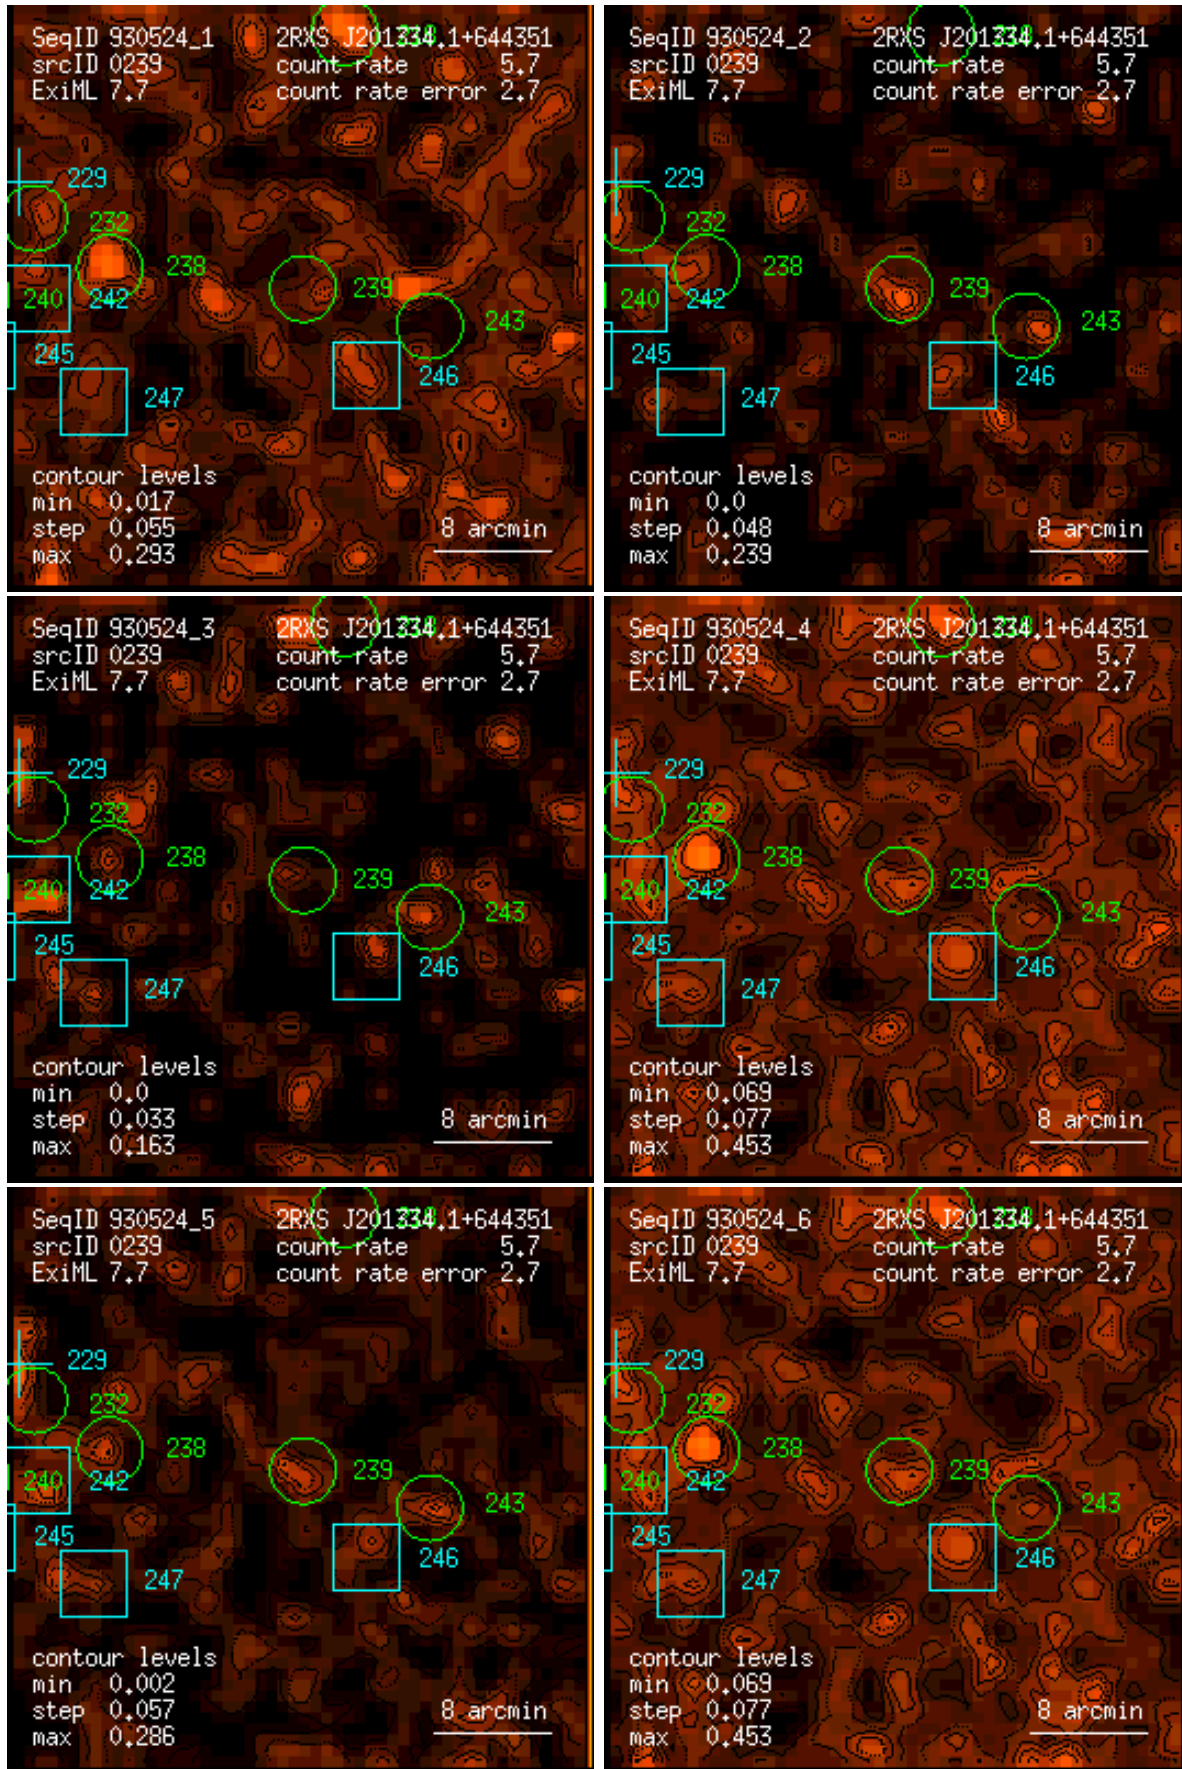 SeqID 930524_1 2RXS J201334.1+644351
srcID 0239 count rate 5.7
ExiML 7.7 count rate error 2.7
229
232
238
239
240 242
243
245
246
247
contour levels
min 0.017
step 0.055
max 0.293
8 arcmin
SeqID 930524_2 2RXS J201334.1+644351
srcID 0239 count rate 5.7
ExiML 7.7 count rate error 2.7
229
232
238
239
240 242
243
245
246
247
contour levels
min 0.0
step 0.048
max 0.239
8 arcmin
SeqID 930524_3 2RXS J201334.1+644351
srcID 0239 count rate 5.7
ExiML 7.7 count rate error 2.7
229
232
238
239
240 242
243
245
246
247
contour levels
min 0.0
step 0.033
max 0.163
8 arcmin
SeqID 930524_4 2RXS J201334.1+644351
srcID 0239 count rate 5.7
ExiML 7.7 count rate error 2.7
229
232
238
239
240 242
243
245
246
247
contour levels
min 0.069
step 0.077
max 0.453
8 arcmin
SeqID 930524_5 2RXS J201334.1+644351
srcID 0239 count rate 5.7
ExiML 7.7 count rate error 2.7
229
232
238
239
240 242
243
245
246
247
contour levels
min 0.002
step 0.057
max 0.286
8 arcmin
SeqID 930524_6 2RXS J201334.1+644351
srcID 0239 count rate 5.7
ExiML 7.7 count rate error 2.7
229
232
238
239
240 242
243
245
246
247
contour levels
min 0.069
step 0.077
max 0.453
8 arcmin